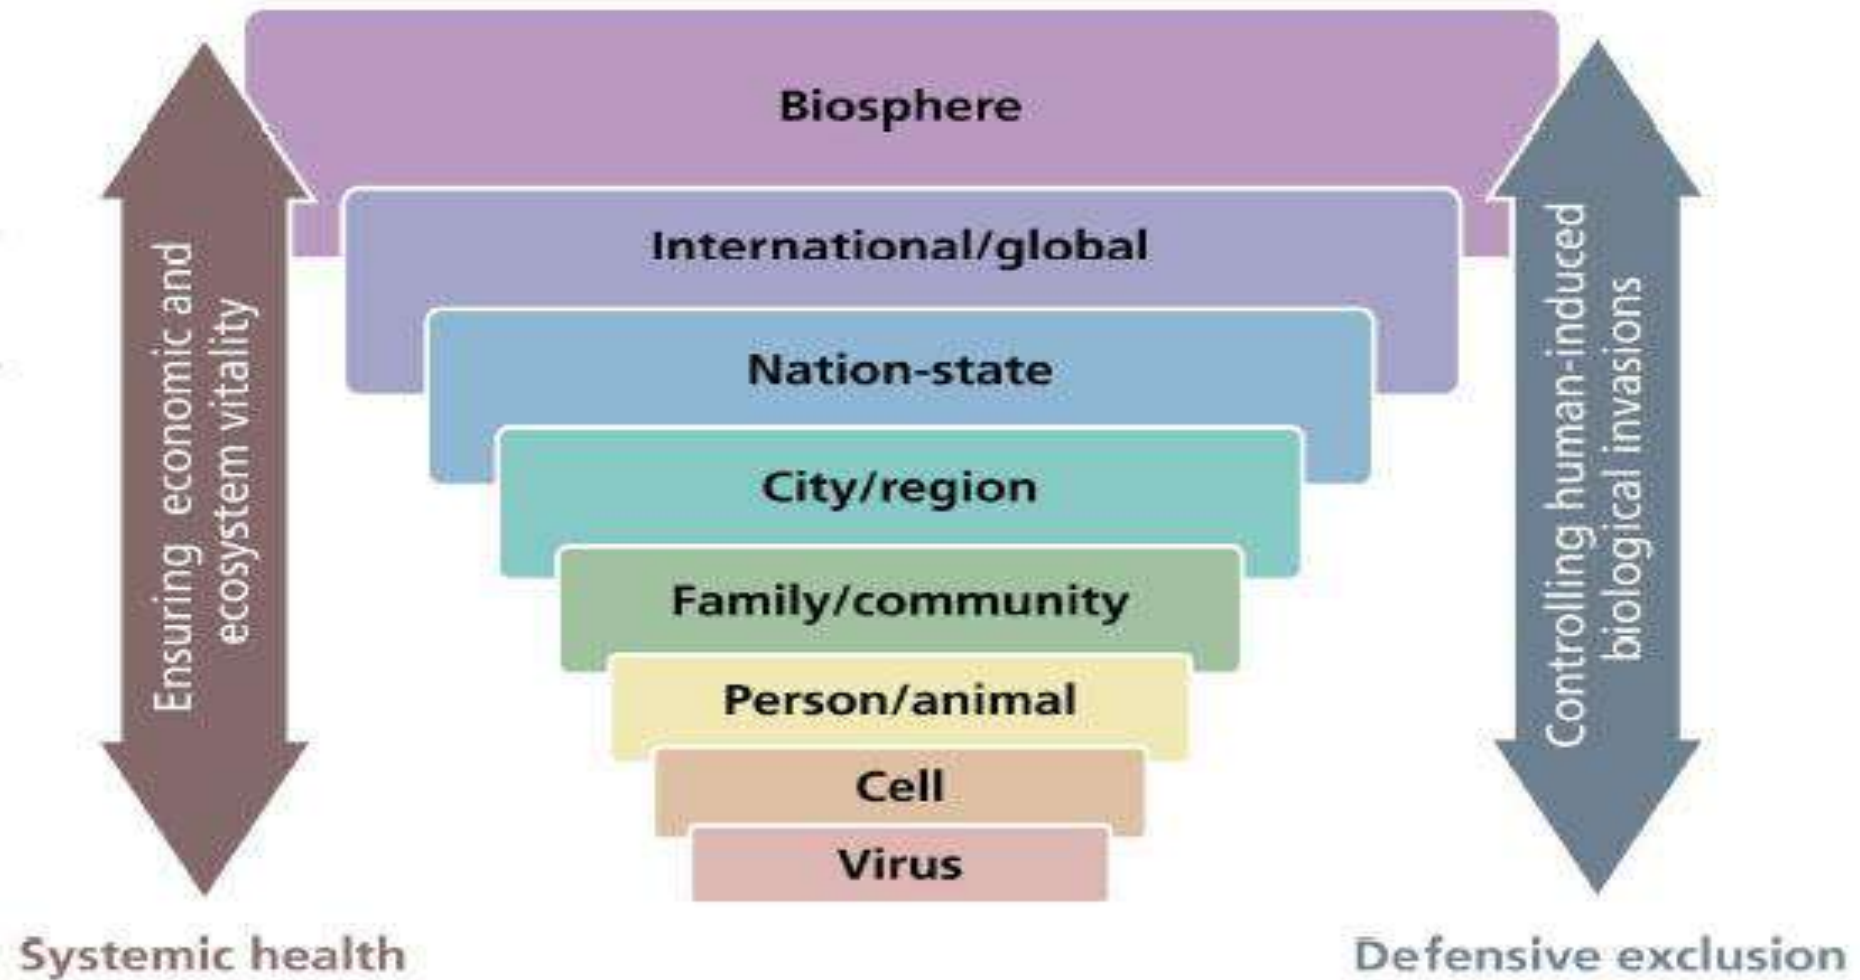 Biosphere
International/global
Nation-state
City/region
Family/community
Person/animal
Cell
Virus
Ensuring economic and
ecosystem vitality
Controlling human-induced
biological invasions
Systemic health
Defensive exclusion